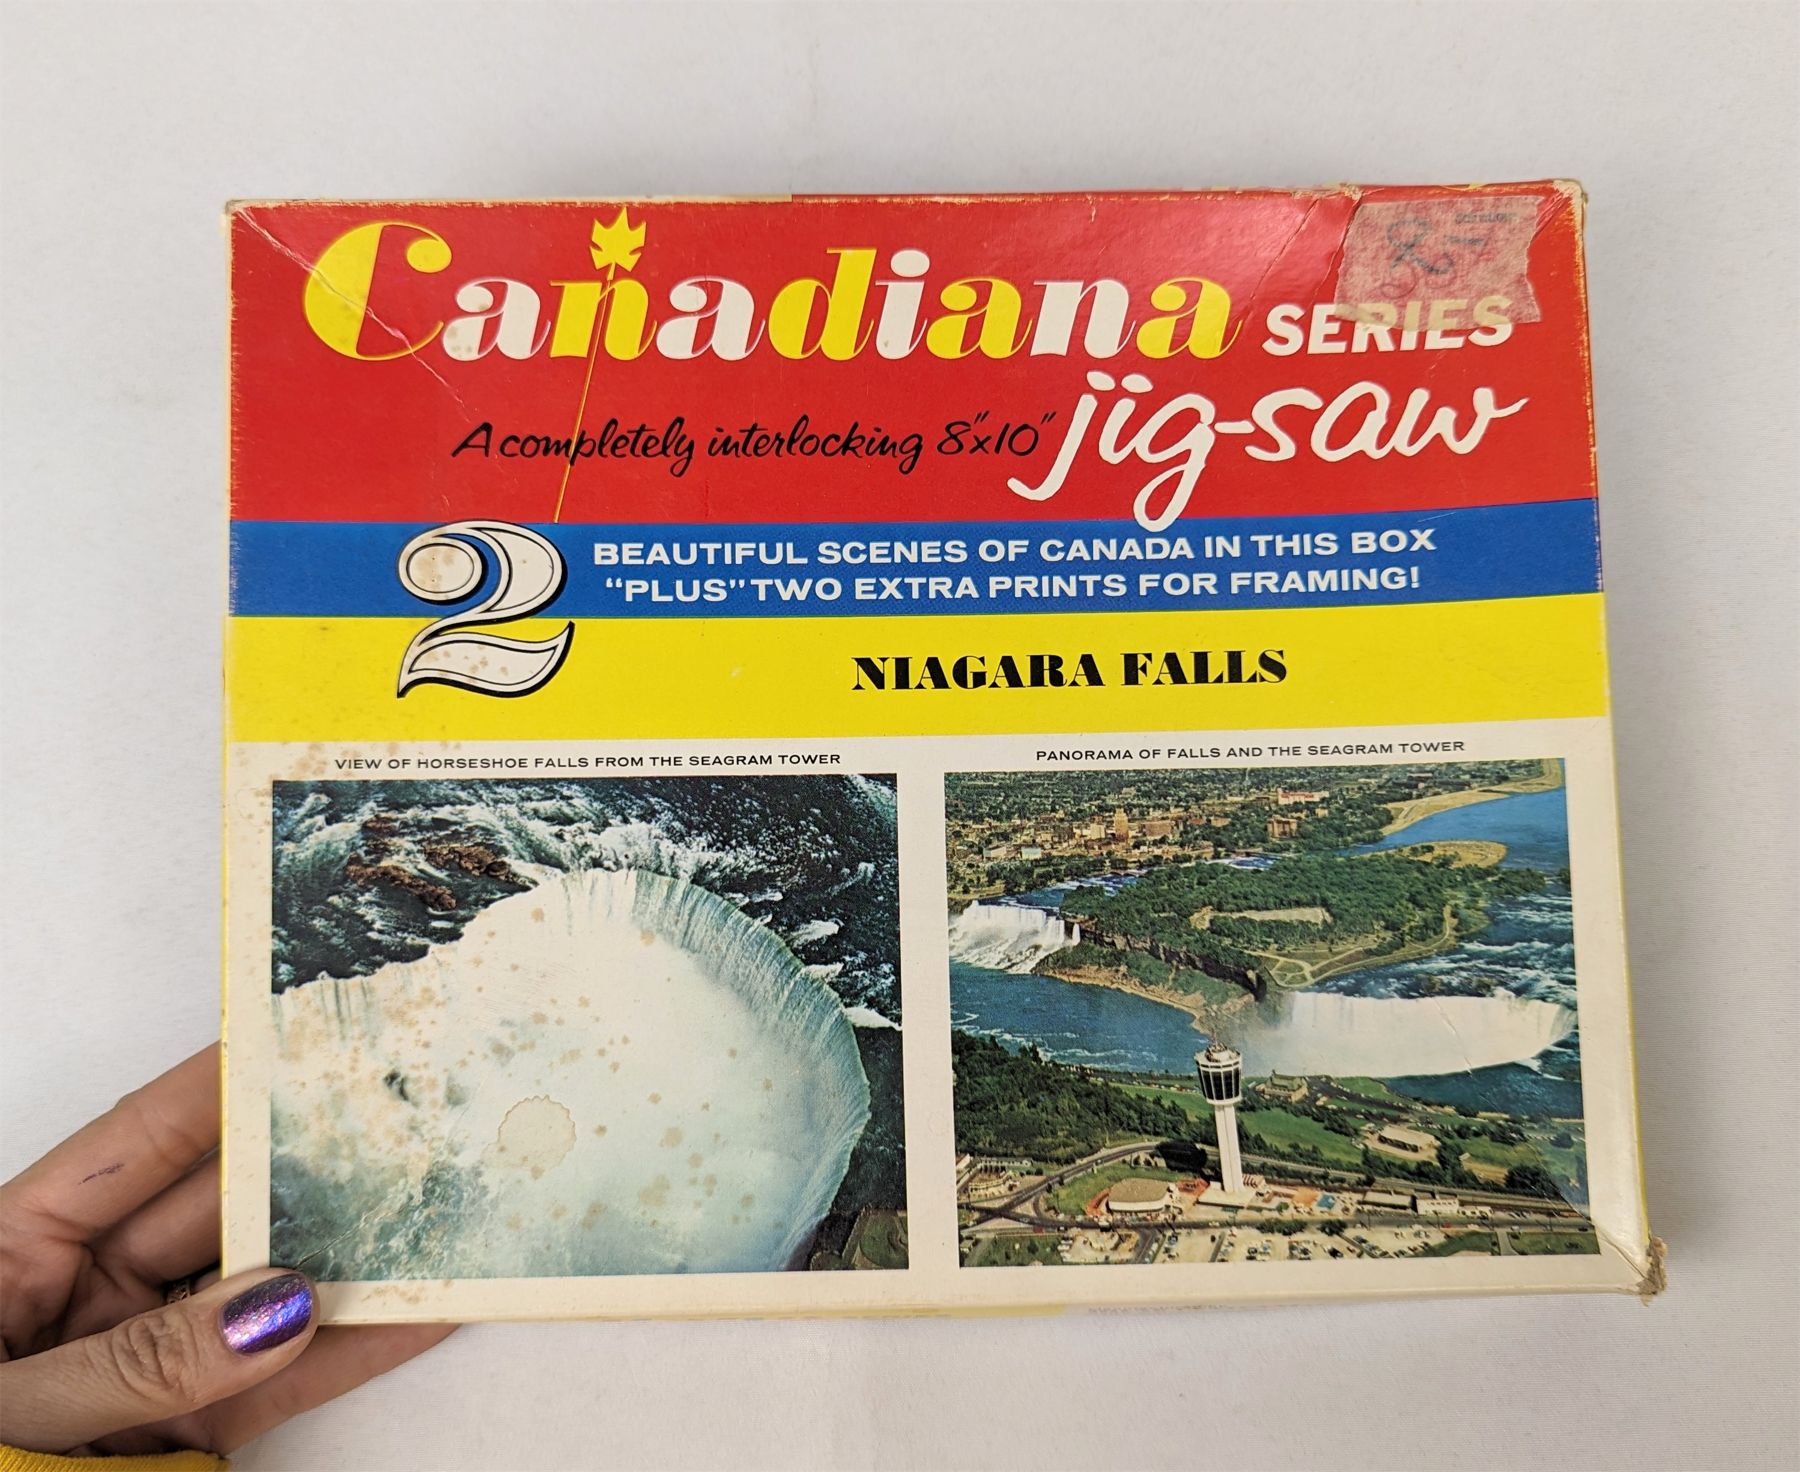 Canadiana SERIES
A completely interlocking 8"x10" jig-saw
2
BEAUTIFUL SCENES OF CANADA IN THIS BOX
"PLUS" TWO EXTRA PRINTS FOR FRAMING!
NIAGARA FALLS
VIEW OF HORSESHOE FALLS FROM THE SEAGRAM TOWER
PANORAMA OF FALLS AND THE SEAGRAM TOWER